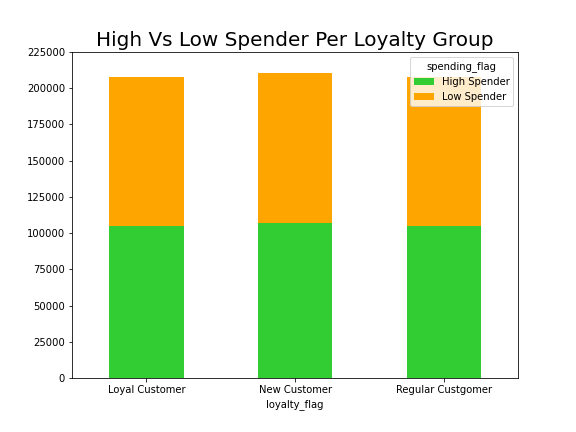 High Vs Low Spender Per Loyalty Group
225000
200000
175000
150000
125000
100000
75000
50000
25000
0
spending_flag
High Spender
Low Spender
Loyal Customer
New Customer
Regular Custgomer
loyalty_flag